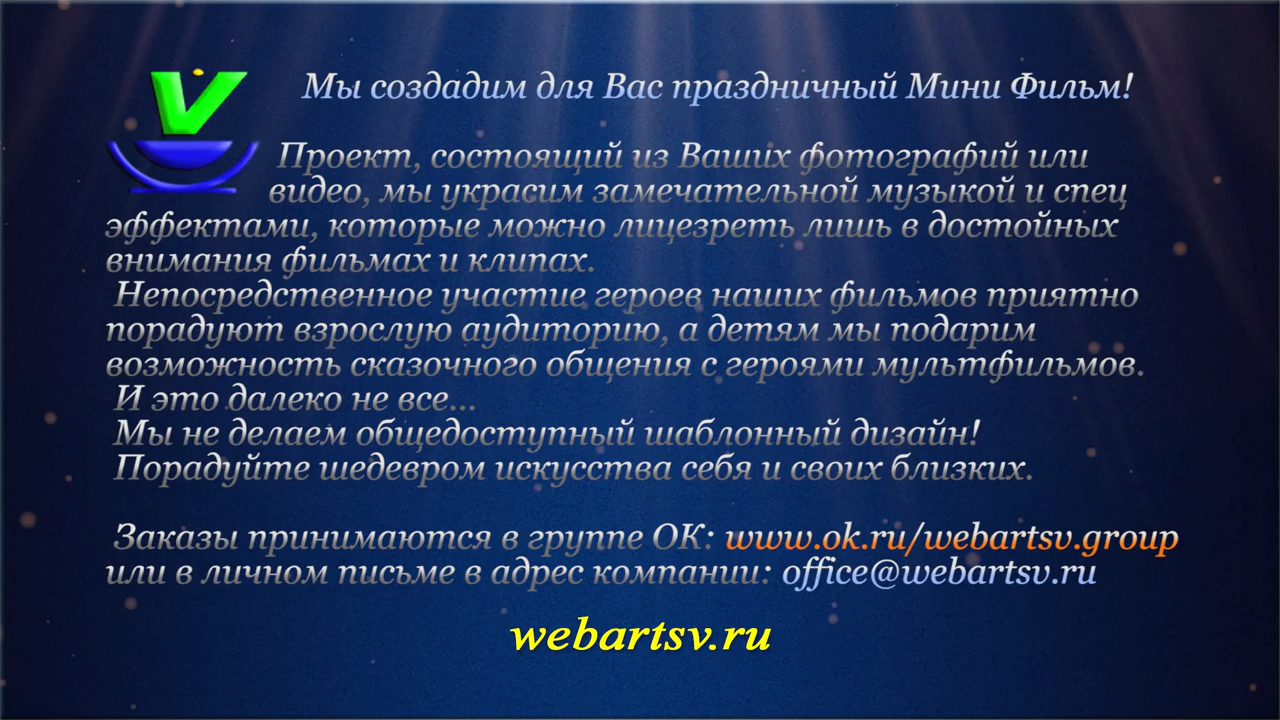 Мы создадим для Вас праздничный Мини Фильм!
Проект, состоящий из Ваших фотографий или
видео, мы украсим замечательной музыкой и спец
эффектами, которые можно лицезреть лишь в достойных
внимания фильмах и клипах.
Непосредственное участие героев наших фильмов приятно
порадуют взрослую аудиторию, а детям мы подарим
возможность сказочного общения с героями мультфильмов.
И это далеко не все...
Мы не делаем общедоступный шаблонный дизайн!
Порадуйте шедевром искусства себя и своих близких.
Заказы принимаются в группе ОК: www.ok.ru/webartsv.group
или в личном письме в адрес компании: office@webartsv.ru
webartsv.ru